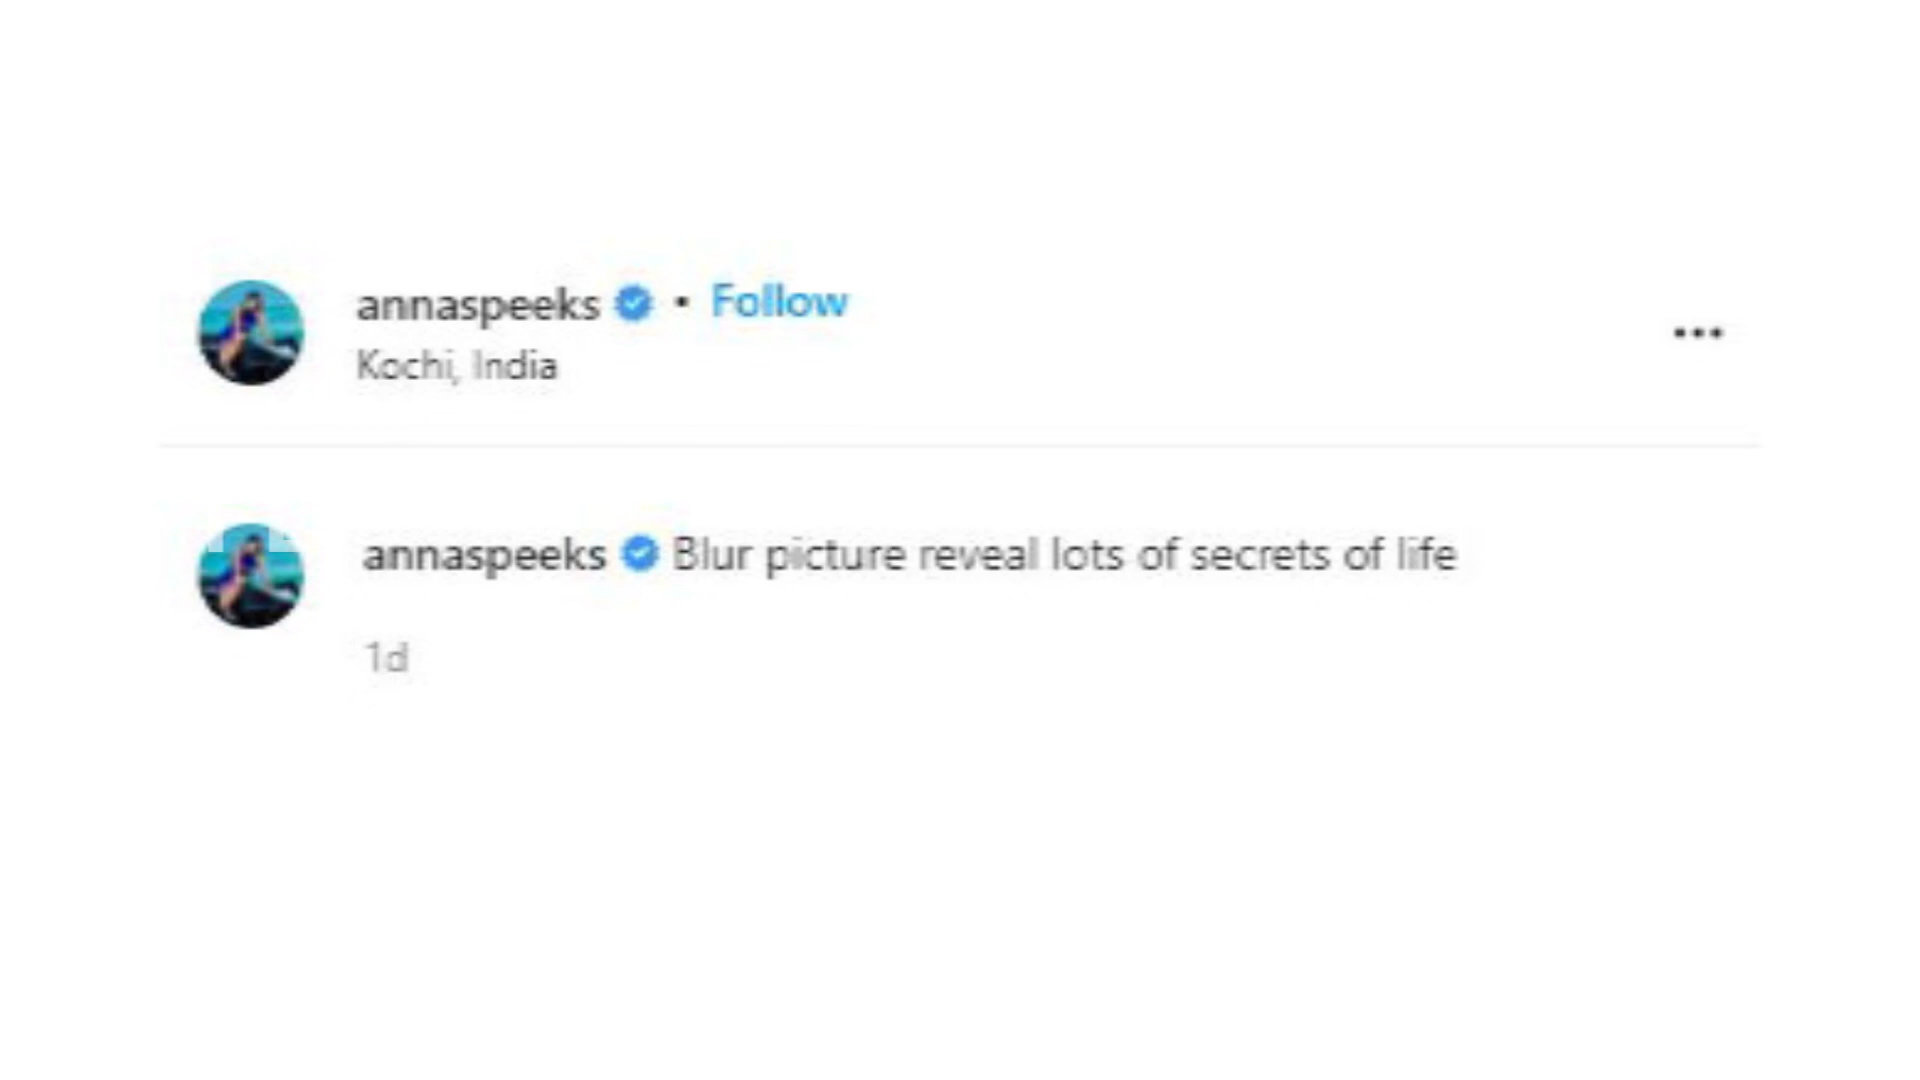 annaspeeks • Follow
Kochi, India
annaspeeks Blur picture reveal lots of secrets of life
1d